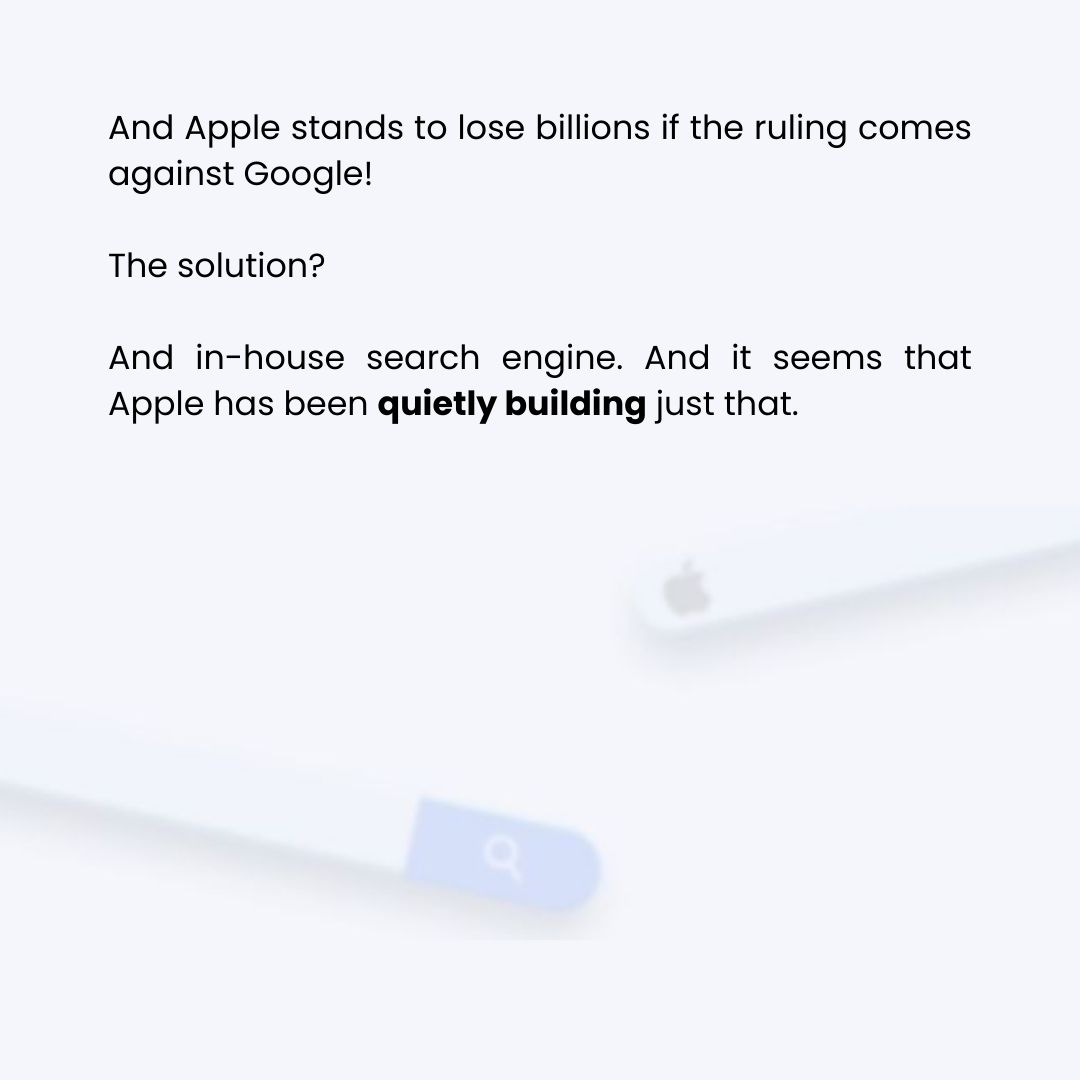 And Apple stands to lose billions if the ruling comes
against Google!
The solution?
And in-house search engine. And it seems that
Apple has been quietly building just that.